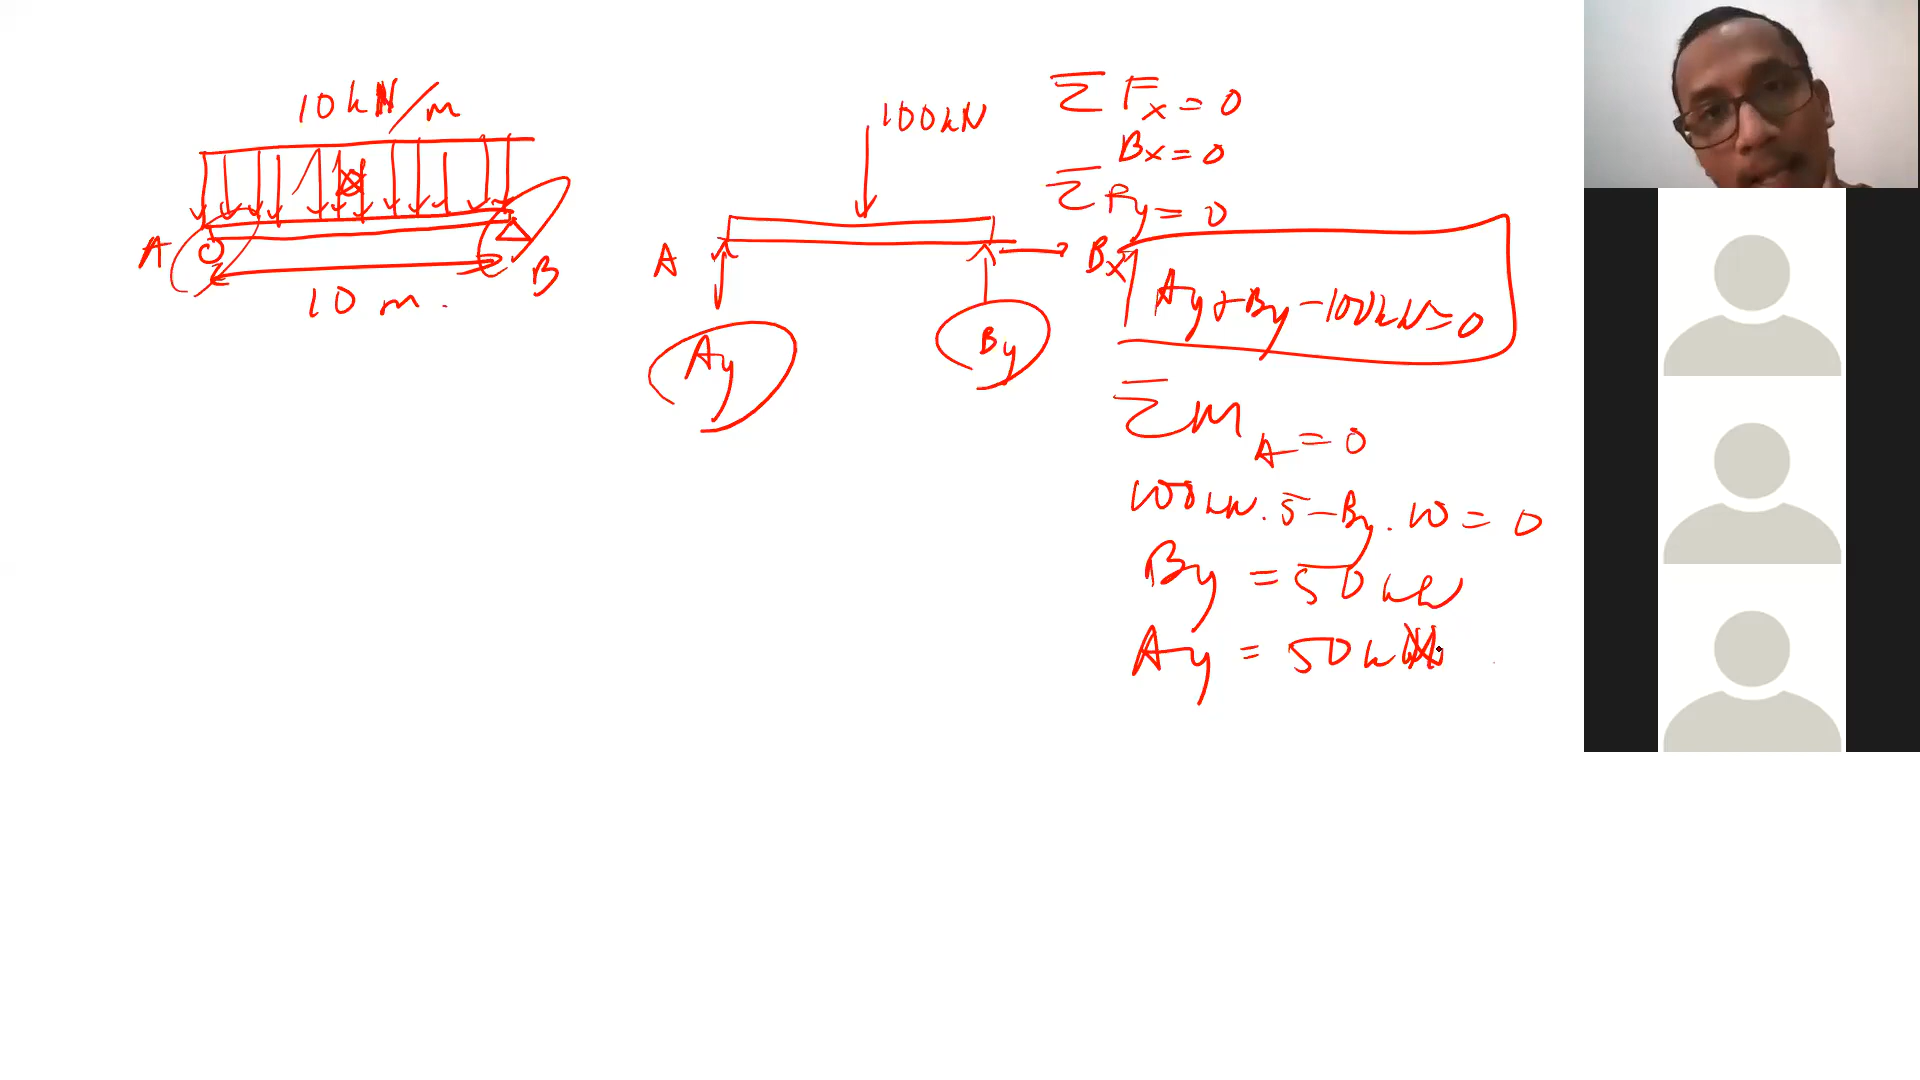 10kN/m
A
B
10 m.
100kN
A
Bx
Ay
By
ΣFx=0
Bx=0
ΣFy=0
Ay+By-100kN=0
ΣMA=0
100kN.5-By.10=0
By=50kN
Ay=50kN